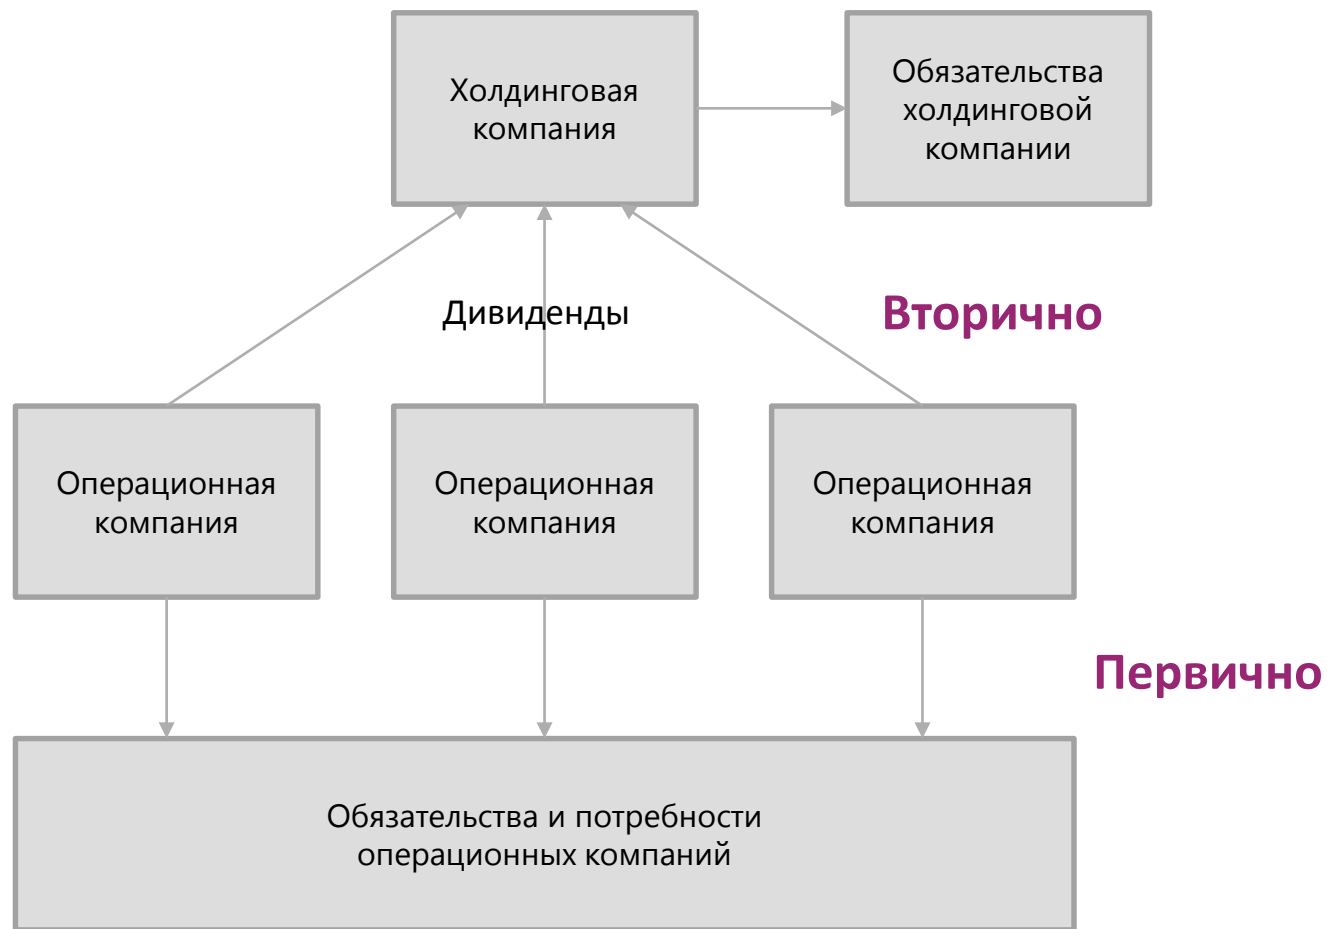 Холдинговая
компания
Обязательства
холдинговой
компании
Дивиденды
Вторично
Операционная
компания
Операционная
компания
Операционная
компания
Первично
Обязательства и потребности
операционных компаний